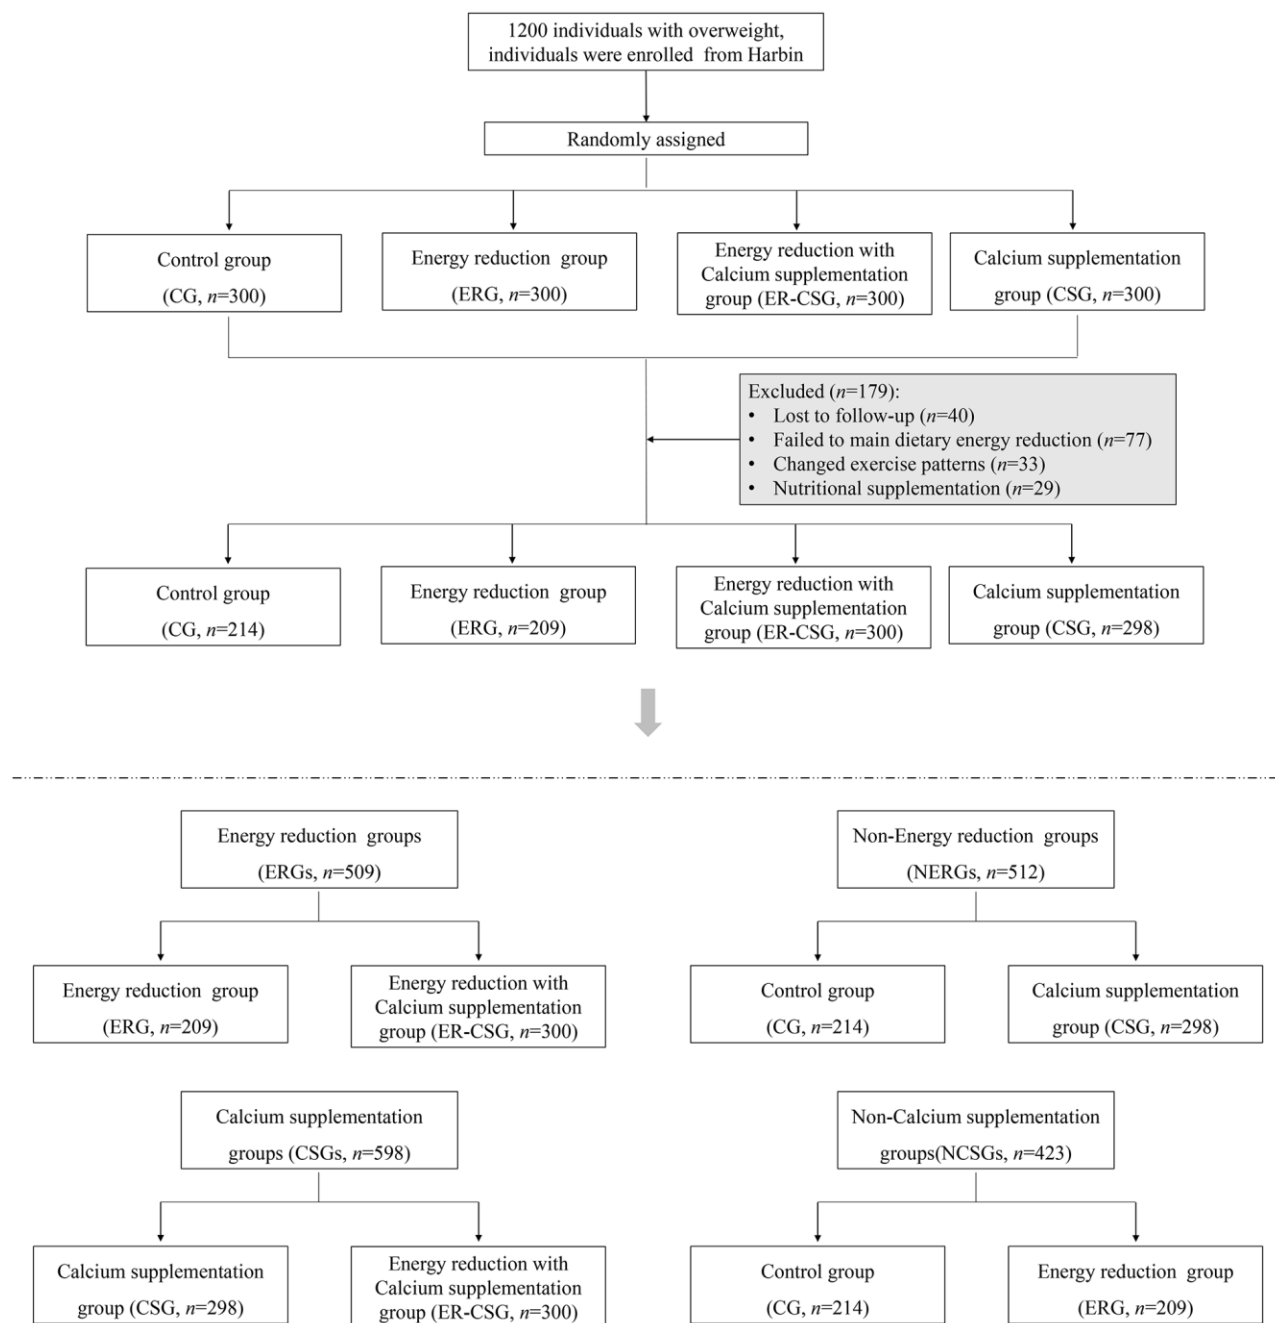 1200 individuals with overweight,
individuals were enrolled from Harbin
Randomly assigned
Control group
(CG, n=300)
Energy reduction group
(ERG, n=300)
Energy reduction with
Calcium supplementation
group (ER-CSG, n=300)
Calcium supplementation
group (CSG, n=300)
Excluded (n=179):
• Lost to follow-up (n=40)
• Failed to main dietary energy reduction (n=77)
• Changed exercise patterns (n=33)
• Nutritional supplementation (n=29)
Control group
(CG, n=214)
Energy reduction group
(ERG, n=209)
Energy reduction with
Calcium supplementation
group (ER-CSG, n=300)
Calcium supplementation
group (CSG, n=298)
Energy reduction groups
(ERGs, n=509)
Non-Energy reduction groups
(NERGs, n=512)
Energy reduction group
(ERG, n=209)
Energy reduction with
Calcium supplementation
group (ER-CSG, n=300)
Control group
(CG, n=214)
Calcium supplementation
group (CSG, n=298)
Calcium supplementation
groups (CSGs, n=598)
Non-Calcium supplementation
groups(NCSGs, n=423)
Calcium supplementation
group (CSG, n=298)
Energy reduction with
Calcium supplementation
group (ER-CSG, n=300)
Control group
(CG, n=214)
Energy reduction group
(ERG, n=209)